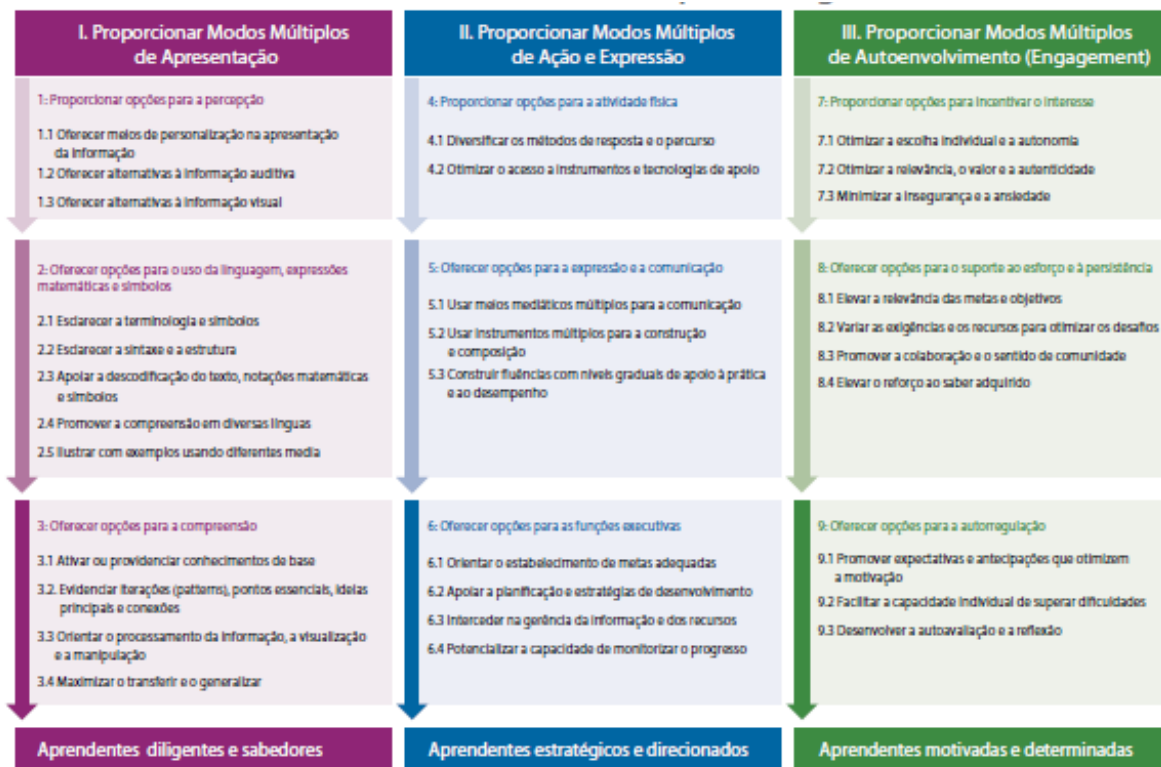 I. Proporcionar Modos Múltiplos
de Apresentação
1: Proporcionar opções para a percepção
1.1 Oferecer meios de personalização na apresentação
da informação
1.2 Oferecer alternativas à informação auditiva
1.3 Oferecer alternativas à informação visual
2: Oferecer opções para o uso da linguagem, expressões
matemáticas e símbolos
2.1 Esclarecer a terminologia e símbolos
2.2 Esclarecer a sintaxe e a estrutura
2.3 Apoiar a descodificação do texto, notações matemáticas
e símbolos
2.4 Promover a compreensão em diversas línguas
2.5 Ilustrar com exemplos usando diferentes media
3: Oferecer opções para a compreensão
3.1 Ativar ou providenciar conhecimentos de base
3.2. Evidenciar iterações (patterns), pontos essenciais, ideias
principais e conexões
3.3 Orientar o processamento da informação, a visualização
e a manipulação
3.4 Maximizar o transferir e o generalizar
Aprendentes diligentes e sabedores
II. Proporcionar Modos Múltiplos
de Ação e Expressão
4: Proporcionar opções para a atividade física
4.1 Diversificar os métodos de resposta e o percurso
4.2 Otimizar o acesso a instrumentos e tecnologias de apoio
5: Oferecer opções para a expressão e a comunicação
5.1 Usar meios mediáticos múltiplos para a comunicação
5.2 Usar instrumentos múltiplos para a construção
e composição
5.3 Construir fluências com níveis graduais de apoio à prática
e ao desempenho
6: Oferecer opções para as funções executivas
6.1 Orientar o estabelecimento de metas adequadas
6.2 Apoiar a planificação e estratégias de desenvolvimento
6.3 Interceder na gerência da informação e dos recursos
6.4 Potencializar a capacidade de monitorizar o progresso
Aprendentes estratégicos e direcionados
III. Proporcionar Modos Múltiplos
de Autoenvolvimento (Engagement)
7: Proporcionar opções para incentivar o interesse
7.1 Otimizar a escolha individual e a autonomia
7.2 Otimizar a relevância, o valor e a autenticidade
7.3 Minimizar a insegurança e a ansiedade
8: Oferecer opções para o suporte ao esforço e à persistência
8.1 Elevar a relevância das metas e objetivos
8.2 Variar as exigências e os recursos para otimizar os desafios
8.3 Promover a colaboração e o sentido de comunidade
8.4 Elevar o reforço ao saber adquirido
9: Oferecer opções para a autorregulação
9.1 Promover expectativas e antecipações que otimizem
a motivação
9.2 Facilitar a capacidade individual de superar dificuldades
9.3 Desenvolver a autoavaliação e a reflexão
Aprendentes motivadas e determinadas